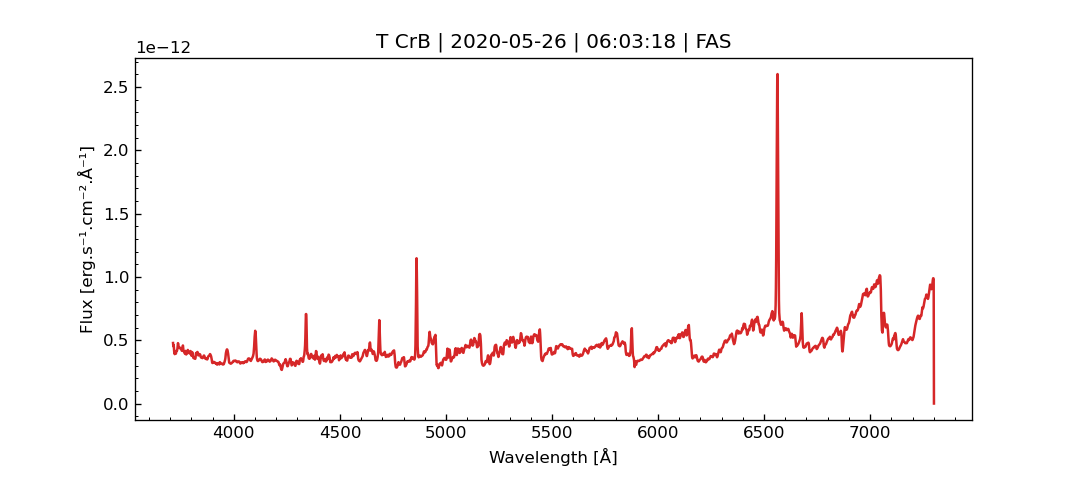 T CrB | 2020-05-26 | 06:03:18 | FAS
1e−12
2.5
2.0
1.5
1.0
0.5
0.0
Flux [erg.s⁻¹.cm⁻².Å⁻¹]
4000 4500 5000 5500 6000 6500 7000
Wavelength [Å]